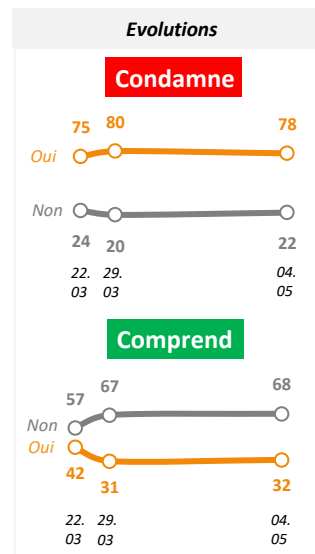 Evolutions
Condamne
75 80 78
Oui
Non
24 20 22
22. 29. 04.
03 03 05
Comprend
57 67 68
Non
Oui
42 31 32
22. 29. 04.
03 03 05